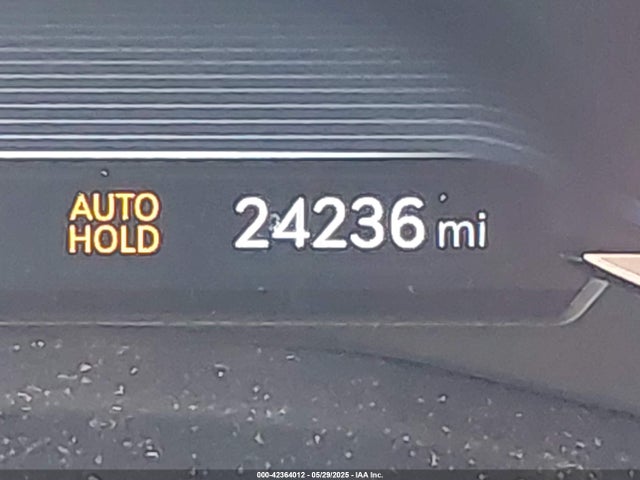 AUTO
HOLD
24236 mi
000-42364012 - 05/29/2025 - IAA Inc.